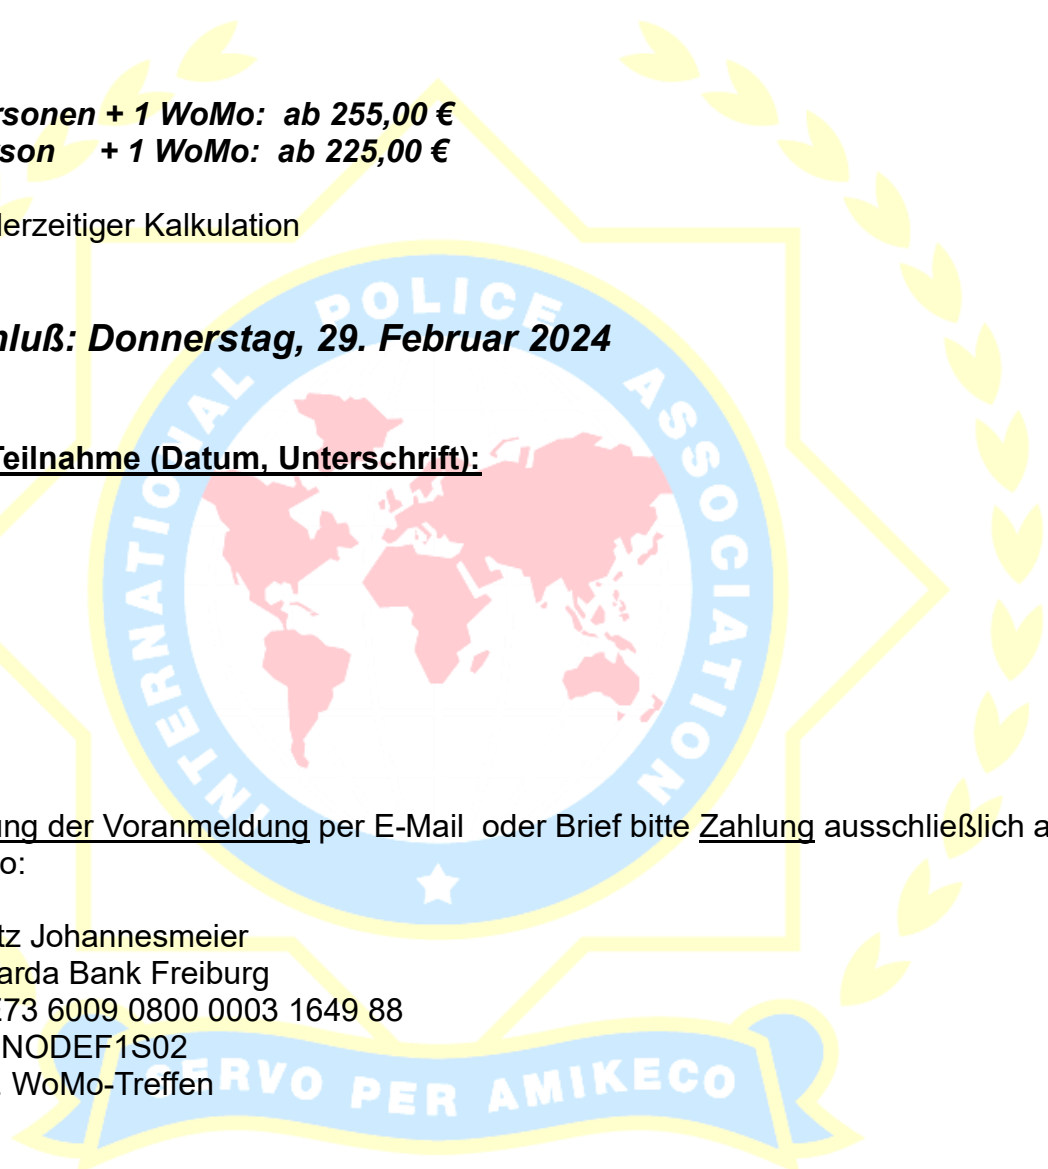 rsonen + 1 WoMo: ab 255,00 €
son + 1 WoMo: ab 225,00 €
derzeitiger Kalkulation
hluß: Donnerstag, 29. Februar 2024
Teilnahme (Datum, Unterschrift):
ung der Voranmeldung per E-Mail oder Brief bitte Zahlung ausschließlich a
o:
tz Johannesmeier
arda Bank Freiburg
E73 6009 0800 0003 1649 88
NODEF1S02
. WoMo-Treffen
INTERNATIONAL POLICE ASSOCIATION
SERVO PER AMIKECO